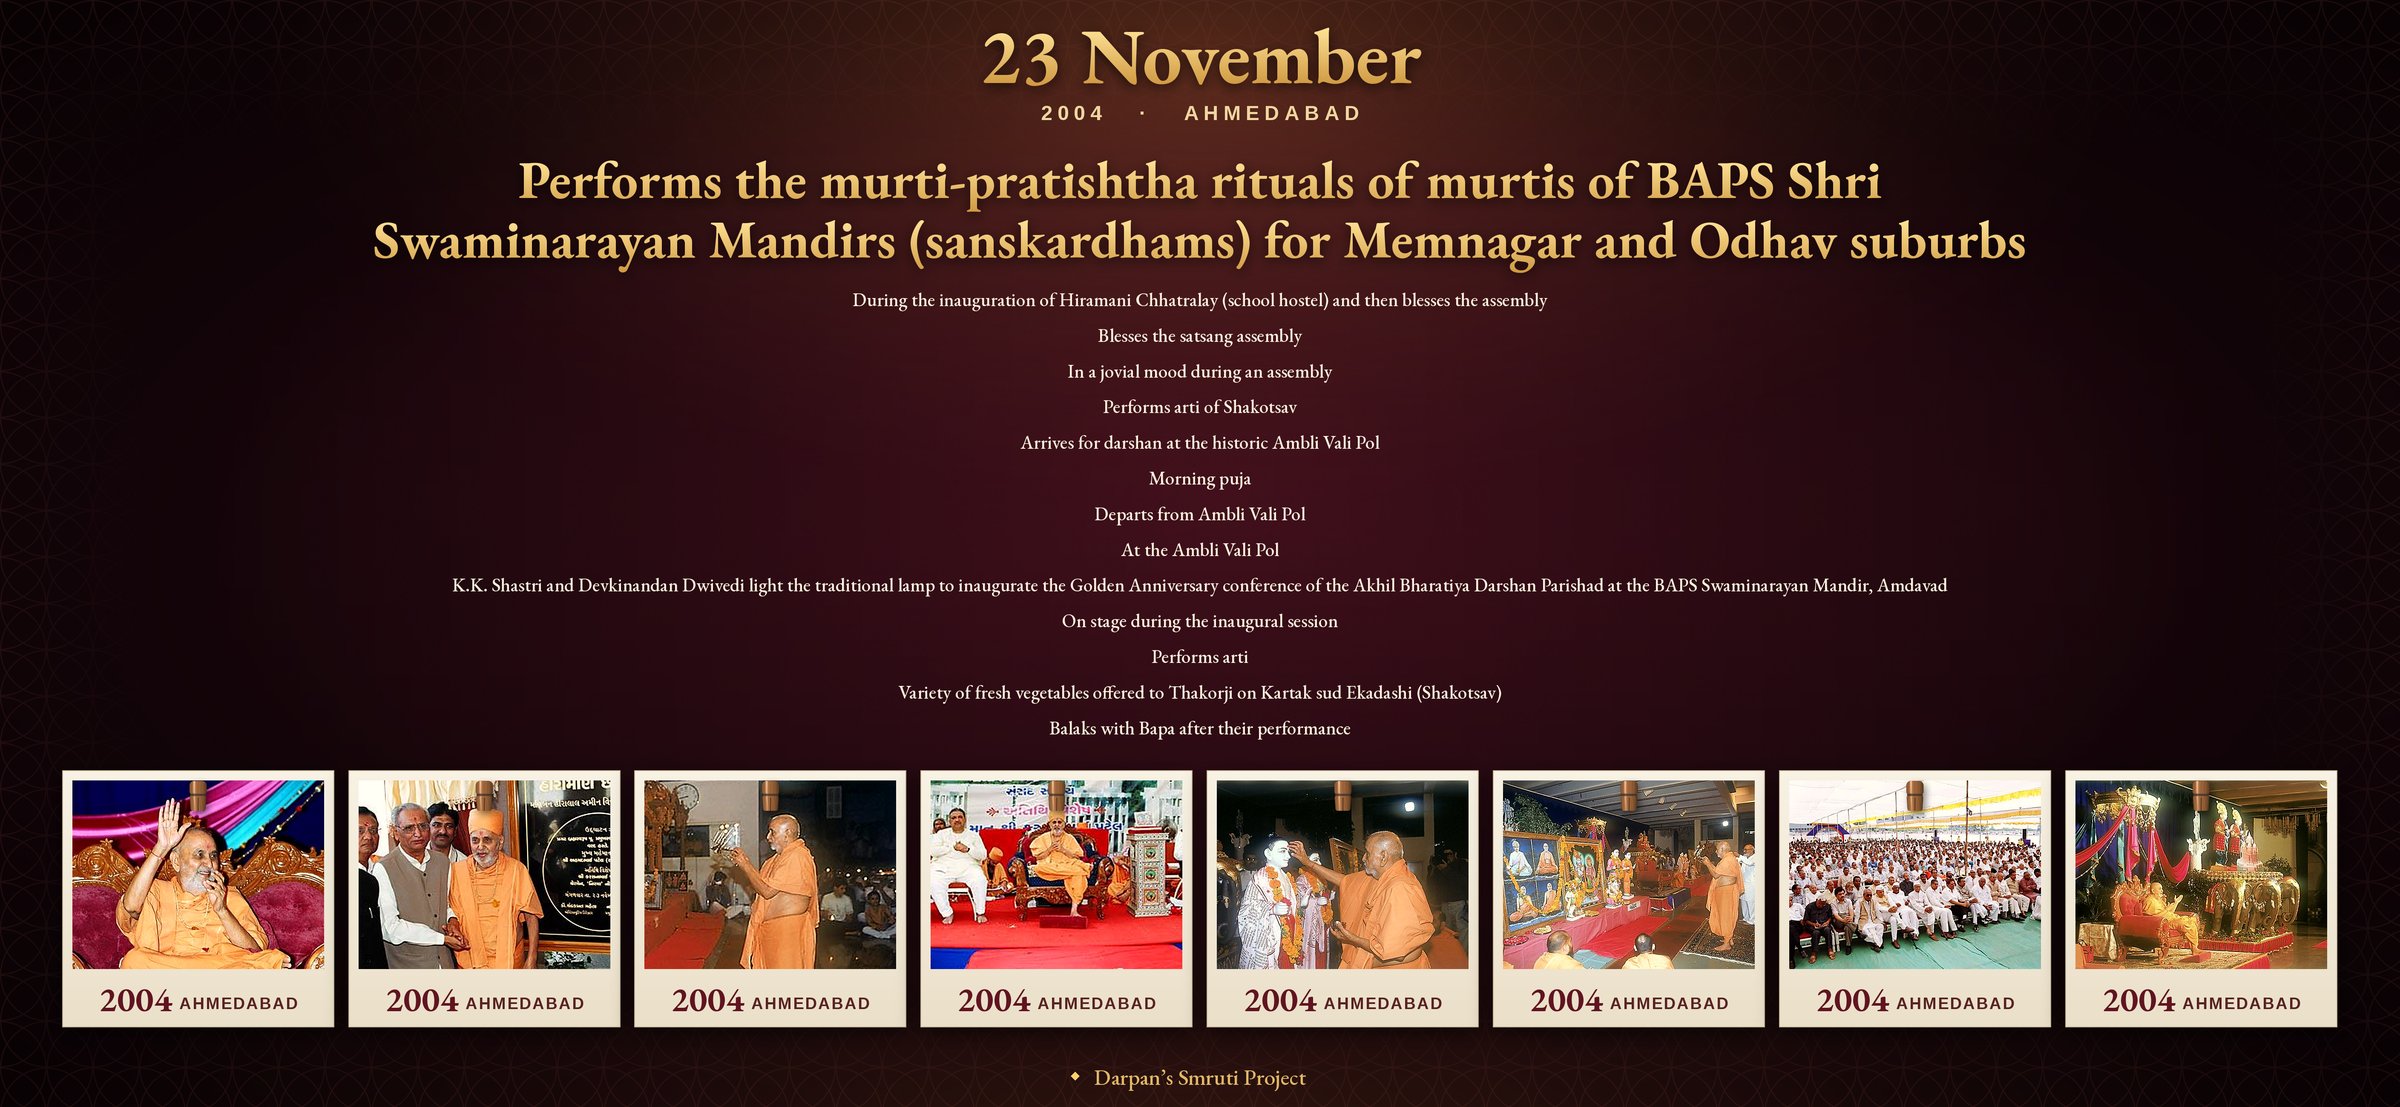 23 November
2004 · AHMEDABAD
Performs the murti-pratishtha rituals of murtis of BAPS Shri
Swaminarayan Mandirs (sanskardhams) for Memnagar and Odhav suburbs
During the inauguration of Hiramani Chhatralay (school hostel) and then blesses the assembly
Blesses the satsang assembly
In a jovial mood during an assembly
Performs arti of Shakotsav
Arrives for darshan at the historic Ambli Vali Pol
Morning puja
Departs from Ambli Vali Pol
At the Ambli Vali Pol
K.K. Shastri and Devkinandan Dwivedi light the traditional lamp to inaugurate the Golden Anniversary conference of the Akhil Bharatiya Darshan Parishad at the BAPS Swaminarayan Mandir, Amdavad
On stage during the inaugural session
Performs arti
Variety of fresh vegetables offered to Thakorji on Kartak sud Ekadashi (Shakotsav)
Balaks with Bapa after their performance
2004 AHMEDABAD
2004 AHMEDABAD
2004 AHMEDABAD
2004 AHMEDABAD
2004 AHMEDABAD
2004 AHMEDABAD
2004 AHMEDABAD
2004 AHMEDABAD
Darpan’s Smruti Project